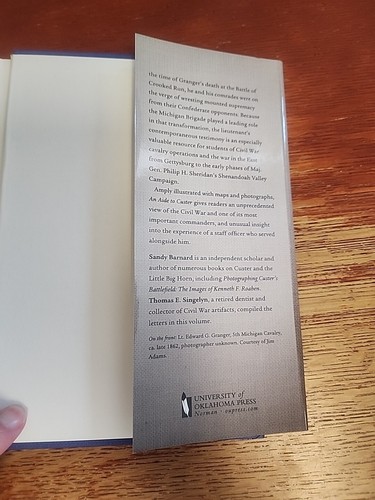 the time of Granger's death at the Battle of
Crooked Run, he and his comrades were on
the verge of wresting mounted supremacy
from their Confederate opponents. Because
the Michigan Brigade played a leading role
in that transformation, the lieutenant's
contemporaneous testimony is an especially
valuable resource for students of Civil War
cavalry operations and the war in the East
from Gettysburg to the early phases of Maj.
Gen. Philip H. Sheridan's Shenandoah Valley
Campaign.
Amply illustrated with maps and photographs,
An Aide to Custer gives readers an unprecedented
view of the Civil War and one of its most
important commanders, and unusual insight
into the experience of a staff officer who served
alongside him.
Sandy Barnard is an independent scholar and
author of numerous books on Custer and the
Little Big Horn, including Photographing Custer's
Battlefield: The Images of Kenneth F. Roahen.
Thomas E. Singelyn, a retired dentist and
collector of Civil War artifacts, compiled the
letters in this volume.
On the front: Lt. Edward G. Granger, 5th Michigan Cavalry,
ca. late 1862, photographer unknown. Courtesy of Jim
Adams.
UNIVERSITY of
OKLAHOMA PRESS
Norman · oupress.com